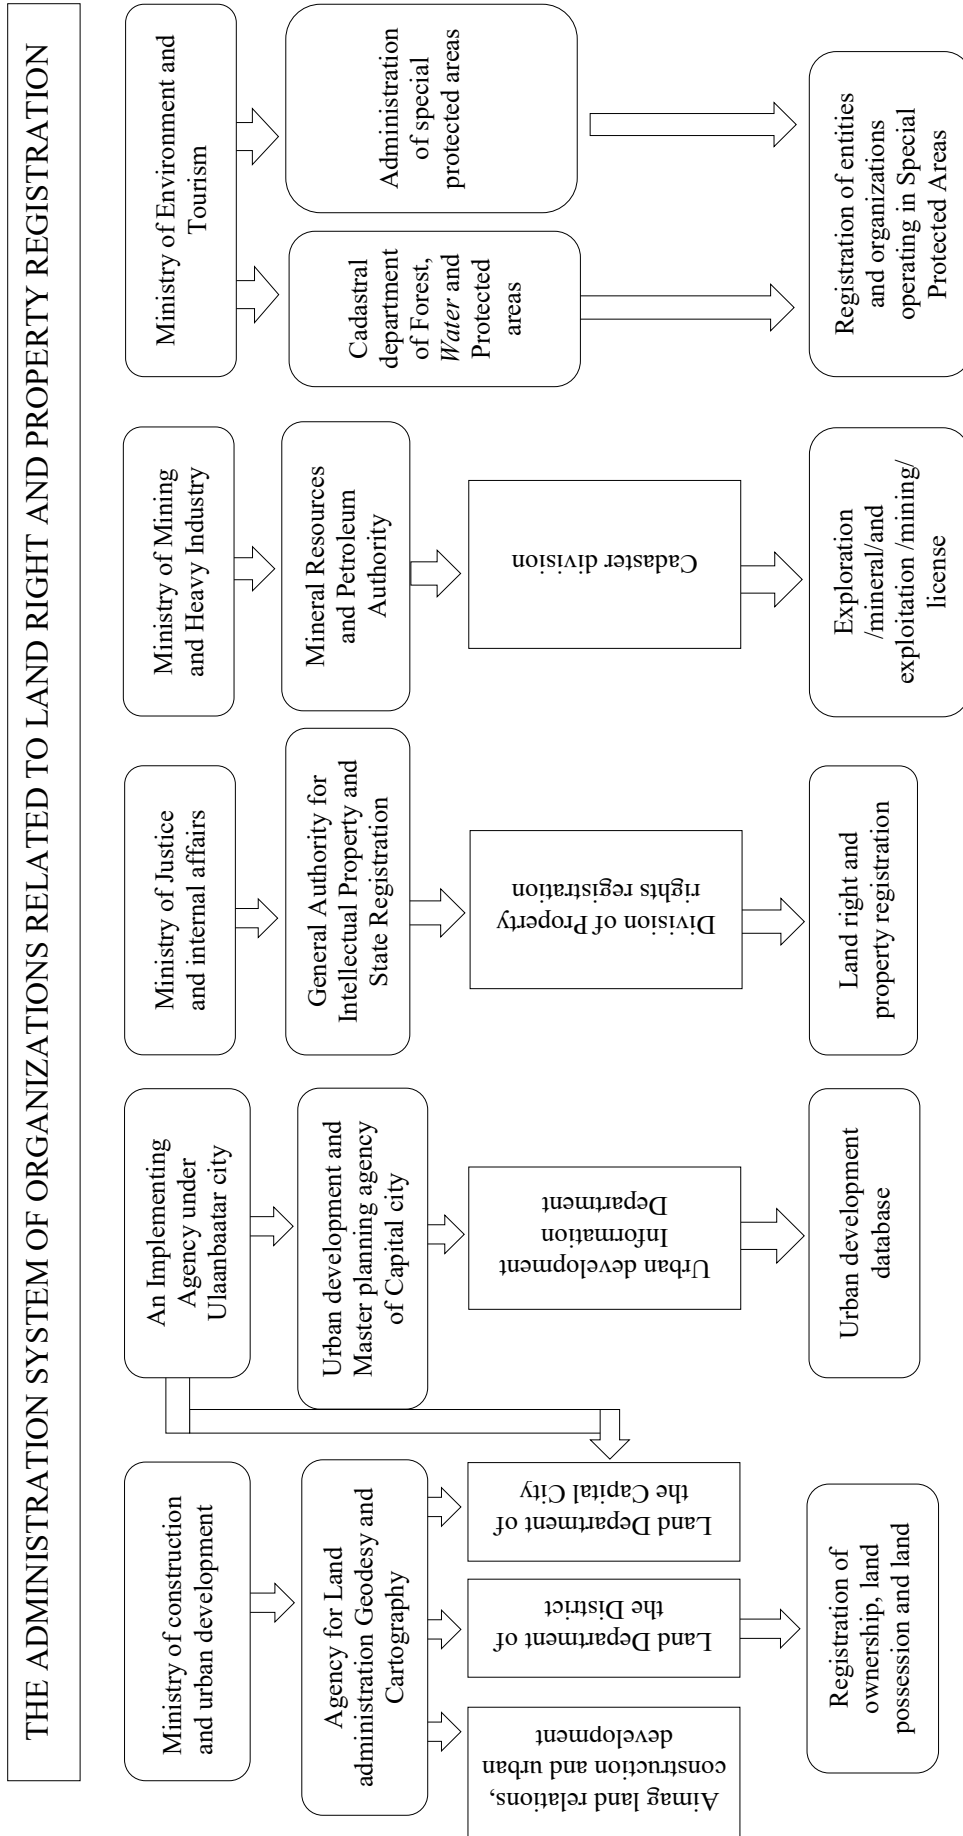 THE ADMINISTRATION SYSTEM OF ORGANIZATIONS RELATED TO LAND RIGHT AND PROPERTY REGISTRATION
Ministry of construction
and urban development
An Implementing
Agency under
Ulaanbaatar city
Ministry of Justice
and internal affairs
Ministry of Mining
and Heavy Industry
Ministry of Environment and
Tourism
Agency for Land
administration Geodesy and
Cartography
Urban development and
Master planning agency
of Capital city
General Authority for
Intellectual Property and
State Registration
Mineral Resources
and Petroleum
Authority
Cadastral
department
of Forest,
Water and
Protected
areas
Administration
of special
protected areas
Aimag land relations,
construction and urban
development
Land Department of
the District
Land Department of
the Capital City
Urban development
Information
Department
Division of Property
rights registration
Cadaster division
Registration of
ownership, land
possession and land
Urban development
database
Land right and
property registration
Exploration
/mineral/and
exploitation /mining/
license
Registration of entities
and organizations
operating in Special
Protected Areas